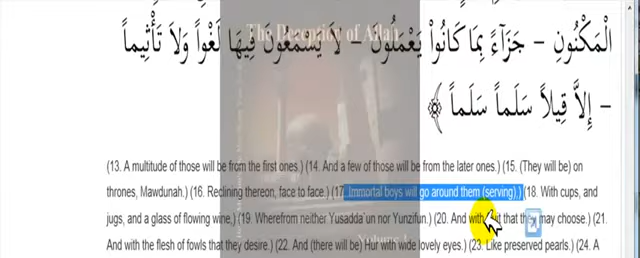 The Deception of Allah
الْمَكْنُونِ - جَزَآءً بِمَا كَانُواْ يَعْمَلُونَ - لاَ يَسْمَعُونَ فِيهَا لَغْواً وَلاَ تَأْثِيماً
- إِلاَّ قِيلاً سَلَـماً سَلَـماً ﴾
(13. A multitude of those will be from the first ones.) (14. And a few of those will be from the later ones.) (15. (They will be) on
thrones, Mawdunah.) (16. Reclining thereon, face to face.) (17. Immortal boys will go around them (serving),) (18. With cups, and
jugs, and a glass of flowing wine,) (19. Wherefrom neither Yusadda`un nor Yunzifun.) (20. And with that they may choose.) (21.
And with the flesh of fowls that they desire.) (22. And (there will be) Hur with wide lovely eyes.) (23. Like preserved pearls.) (24. A
Volume